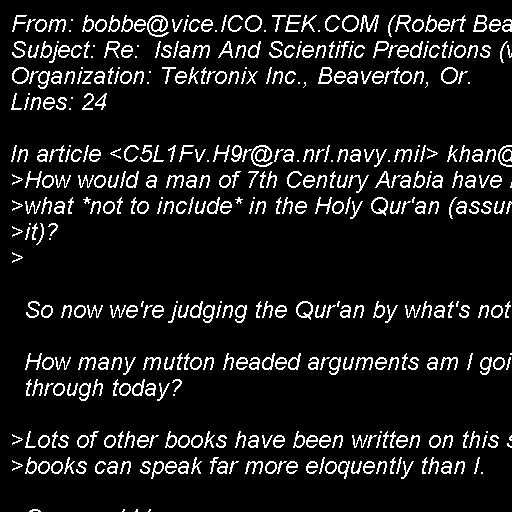 From: bobbe@vice.ICO.TEK.COM (Robert
Subject: Re: Islam And Scientific Predictions
Organization: Tektronix Inc., Beaverton, Or.
Lines: 24
In article <C5L1Fv.H9r@ra.nrl.navy.mil> khan@
>How would a man of 7th Century Arabia have
>what *not to include* in the Holy Qur'an
>it)?
>
So now we're judging the Qur'an by what's not
How many mutton headed arguments am I
through today?
>Lots of other books have been written on this
>books can speak far more eloquently than I.